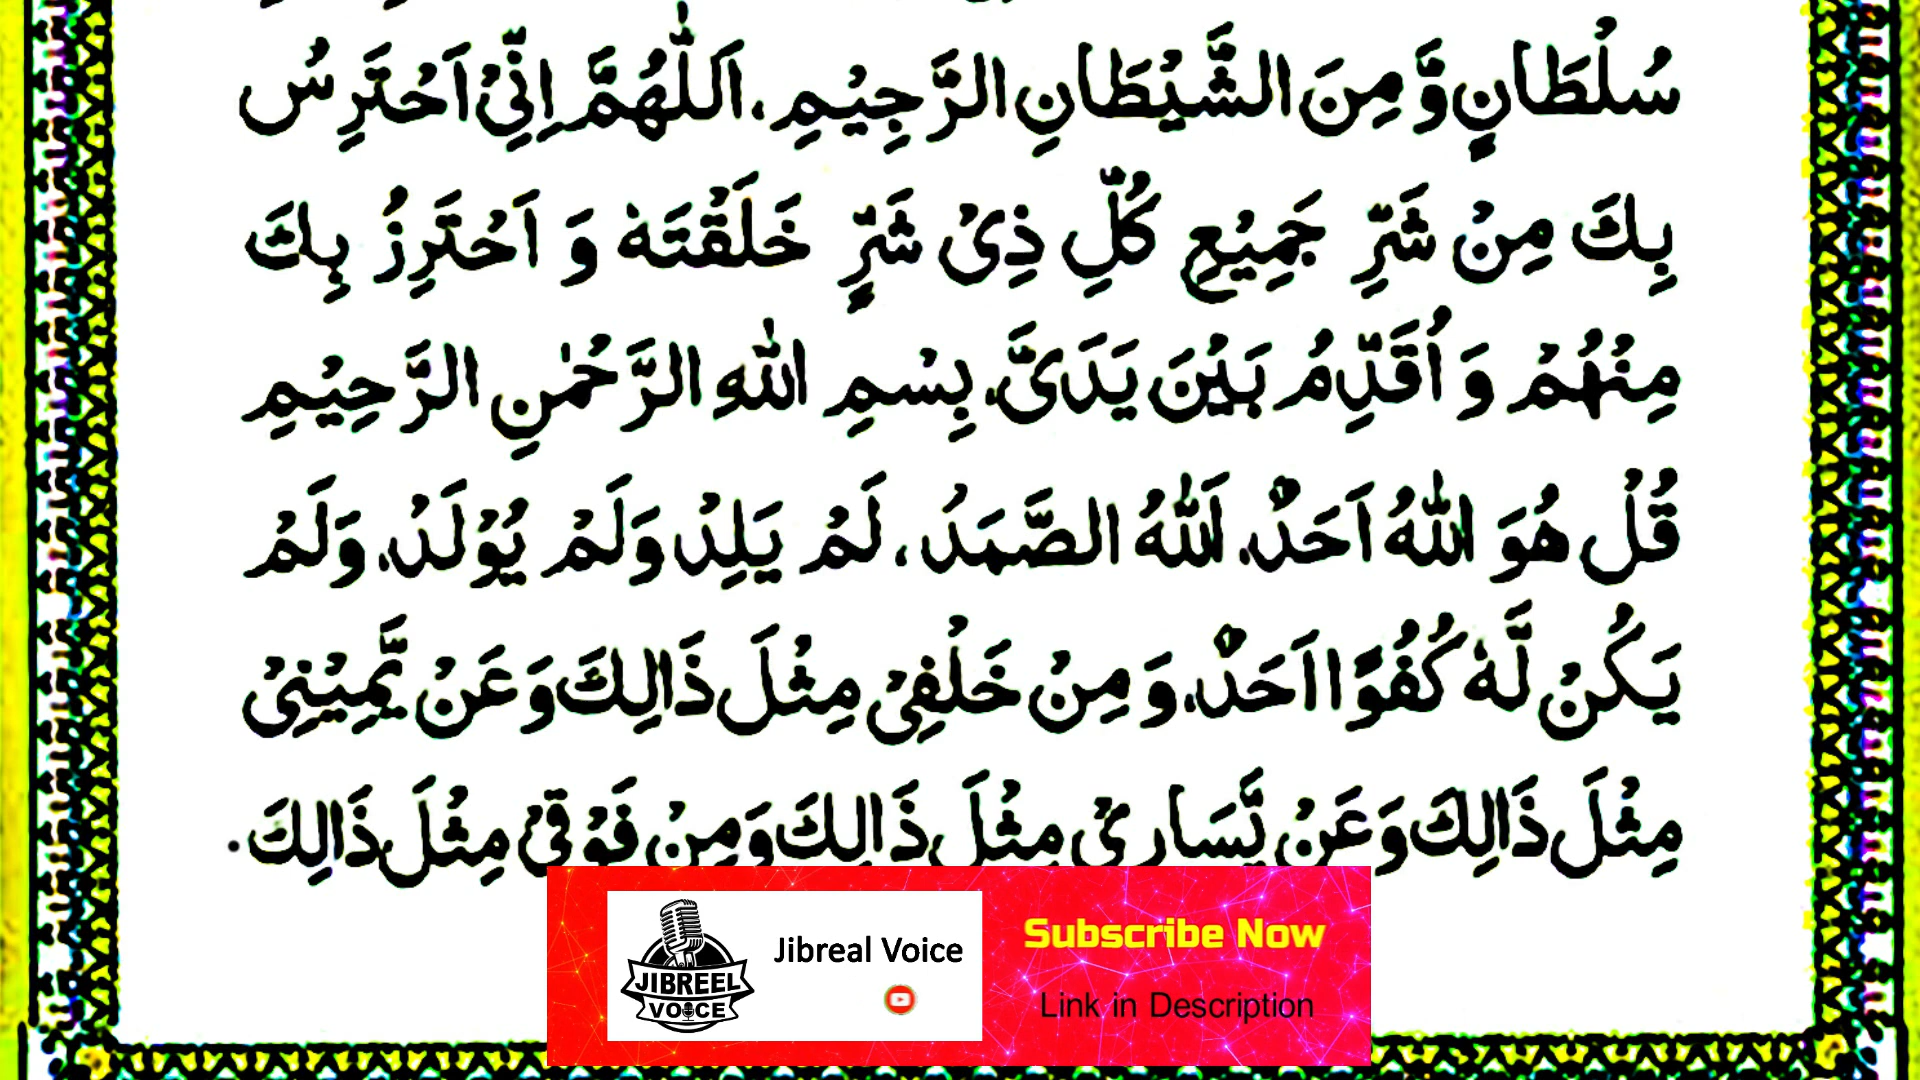 سُلْطَانٍ وَّ مِنَ الشَّيْطَانِ الرَّجِيْمِ، اَللّٰهُمَّ اِنِّيْ اَحْتَرِسُ
بِكَ مِنْ شَرِّ جَمِيْعِ كُلِّ ذِىْ شَرٍّ خَلَقْتَهٗ وَ اَحْتَرِزُ بِكَ
مِنْهُمْ وَ اُقَدِّمُ بَيْنَ يَدَىَّ، بِسْمِ اللّٰهِ الرَّحْمٰنِ الرَّحِيْمِ
قُلْ هُوَ اللّٰهُ اَحَدٌ، اَللّٰهُ الصَّمَدُ، لَمْ يَلِدْ وَلَمْ يُوْلَدْ، وَلَمْ
يَكُنْ لَّهٗ كُفُوًا اَحَدٌ، وَ مِنْ خَلْفِىْ مِثْلَ ذَالِكَ وَعَنْ يَّمِيْنِىْ
مِثْلَ ذَالِكَ وَعَنْ يَّسَارِىْ مِثْلَ ذَالِكَ وَمِنْ فَوْقِىْ مِثْلَ ذَالِكَ.
JIBREEL
VOICE
Jibreal Voice
Subscribe Now
Link in Description